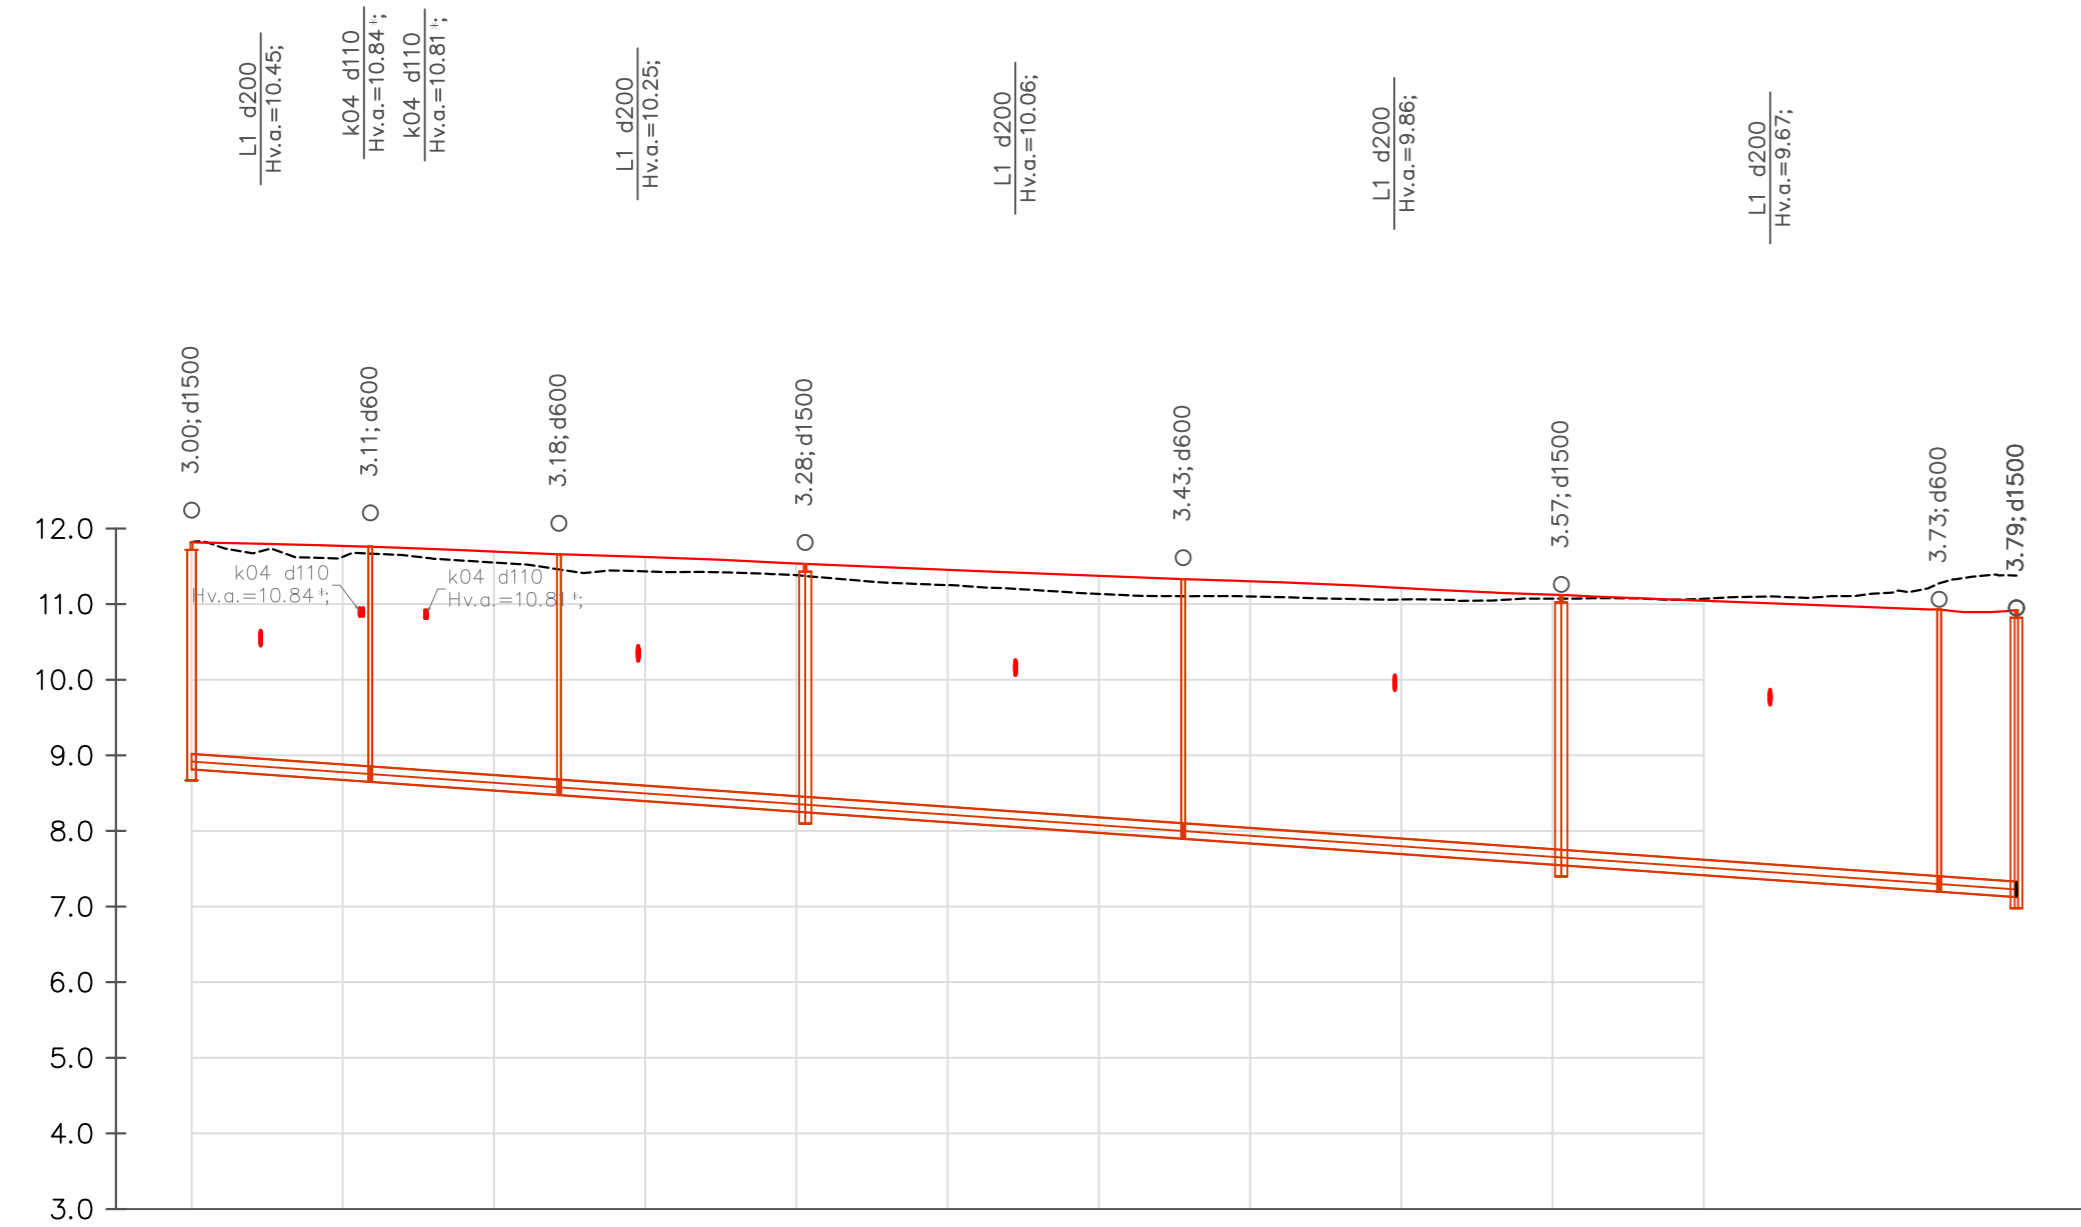 L1 d200
Hv.a.=10.45;
k04 d110
Hv.a.=10.84*;
k04 d110
Hv.a.=10.81*;
L1 d200
Hv.a.=10.25;
L1 d200
Hv.a.=10.06;
L1 d200
Hv.a.=9.86;
L1 d200
Hv.a.=9.67;
3.00;d1500
3.11;d600
3.18;d600
3.28;d1500
3.43;d600
3.57;d1500
3.73;d600
3.79;d1500
12.0
k04 d110
Hv.a.=10.84*;
k04 d110
Hv.a.=10.81*;
11.0
10.0
9.0
8.0
7.0
6.0
5.0
4.0
3.0